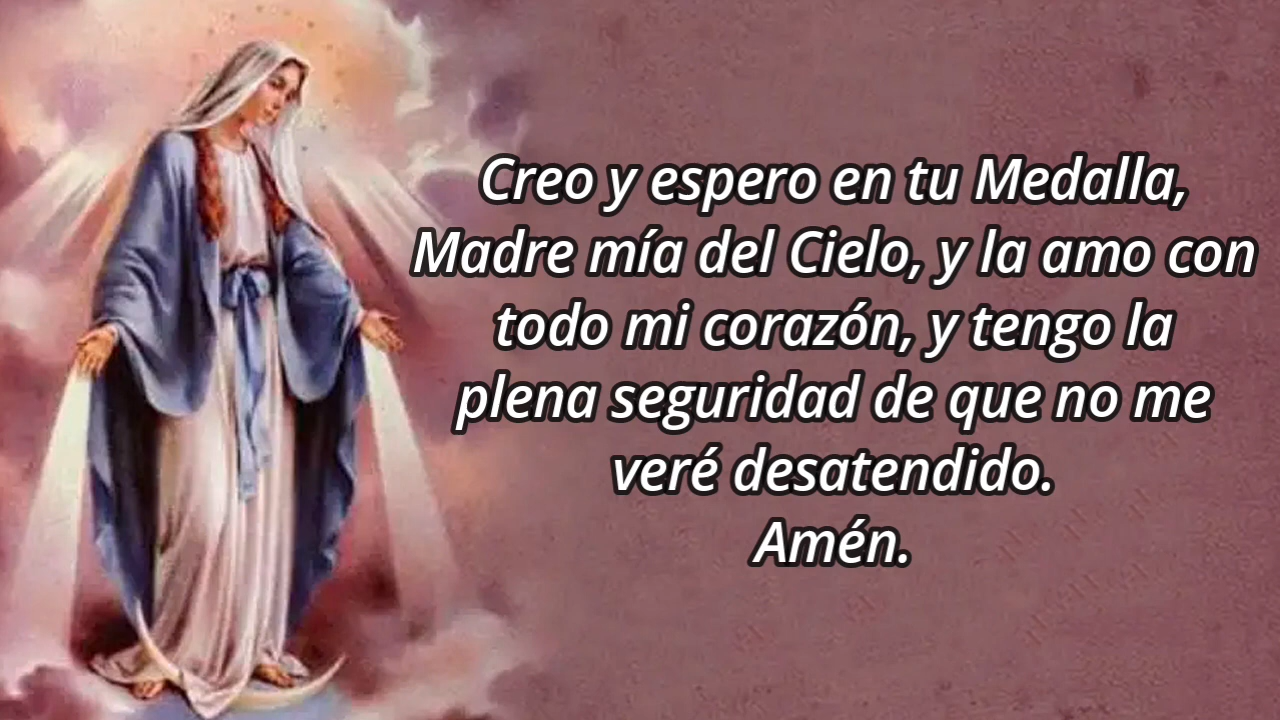 Creo y espero en tu Medalla,
Madre mía del Cielo, y la amo con
todo mi corazón, y tengo la
plena seguridad de que no me
veré desatendido.
Amén.